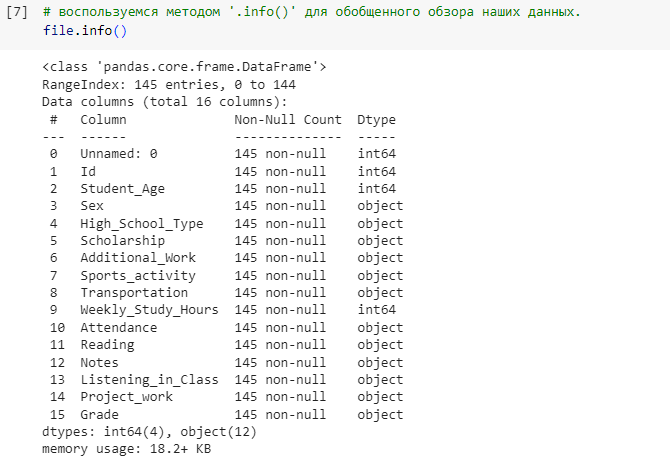 [7] # воспользуемся методом '.info()' для обобщенного обзора наших данных.
file.info()
<class 'pandas.core.frame.DataFrame'>
RangeIndex: 145 entries, 0 to 144
Data columns (total 16 columns):
 #   Column              Non-Null Count  Dtype
---  ------              --------------  -----
 0   Unnamed: 0          145 non-null    int64
 1   Id                  145 non-null    int64
 2   Student_Age         145 non-null    int64
 3   Sex                 145 non-null    object
 4   High_School_Type    145 non-null    object
 5   Scholarship         145 non-null    object
 6   Additional_Work     145 non-null    object
 7   Sports_activity     145 non-null    object
 8   Transportation      145 non-null    object
 9   Weekly_Study_Hours  145 non-null    int64
 10  Attendance          145 non-null    object
 11  Reading             145 non-null    object
 12  Notes               145 non-null    object
 13  Listening_in_Class  145 non-null    object
 14  Project_work        145 non-null    object
 15  Grade               145 non-null    object
dtypes: int64(4), object(12)
memory usage: 18.2+ KB